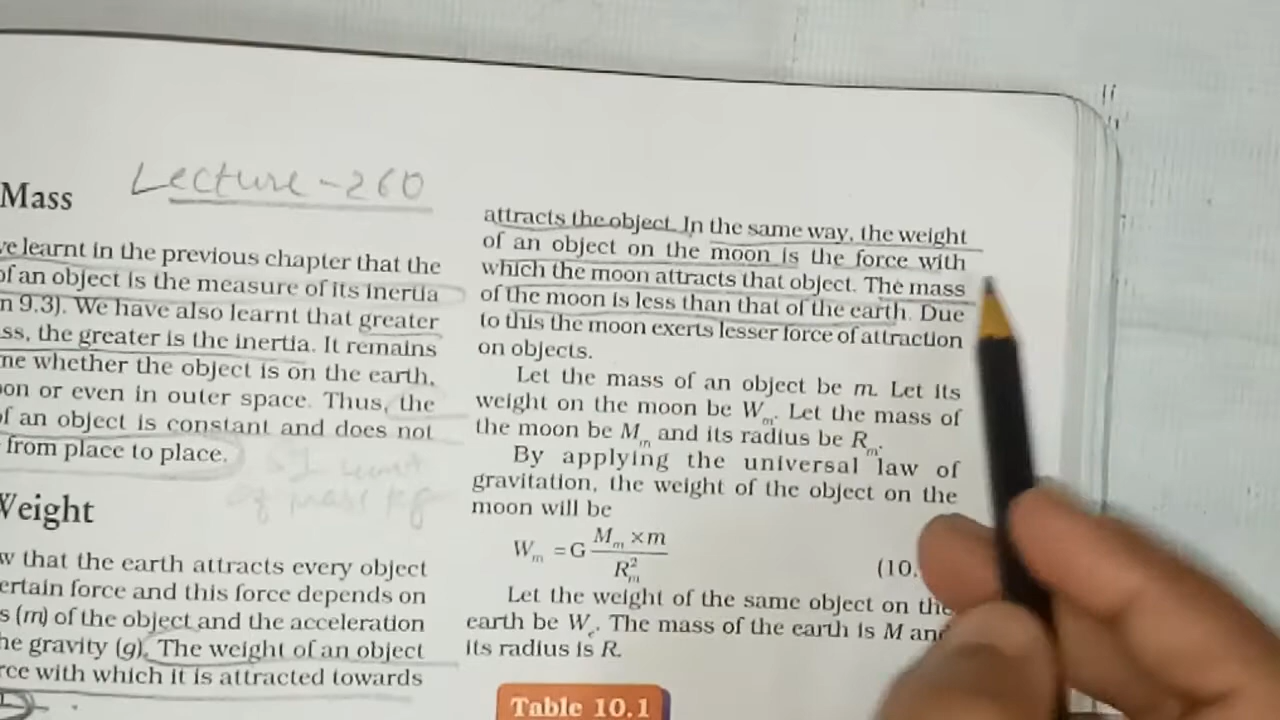 Lecture-260
Mass
ve learnt in the previous chapter that the
of an object is the measure of its inertia
n 9.3). We have also learnt that greater
ss, the greater is the inertia. It remains
me whether the object is on the earth,
on or even in outer space. Thus, the
of an object is constant and does not
from place to place.
of mass kg
Weight
w that the earth attracts every object
ertain force and this force depends on
s (m) of the object and the acceleration
he gravity (g). The weight of an object
rce with which it is attracted towards
attracts the object. In the same way, the weight
of an object on the moon is the force with
which the moon attracts that object. The mass
of the moon is less than that of the earth. Due
to this the moon exerts lesser force of attraction
on objects.
Let the mass of an object be m. Let its
weight on the moon be Wm. Let the mass of
the moon be Mm and its radius be Rm.
By applying the universal law of
gravitation, the weight of the object on the
moon will be
Wm = G Mm × m / R²m (10.
Let the weight of the same object on the
earth be We. The mass of the earth is M and
its radius is R.
Table 10.1